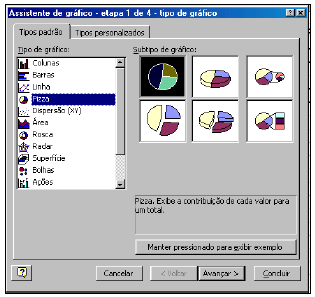 Assistente de gráfico - etapa 1 de 4 - tipo de gráfico
Tipos padrão Tipos personalizados
Tipo de gráfico:
Colunas
Barras
Linha
Pizza
Dispersão (XY)
Área
Rosca
Radar
Superfície
Bolhas
Ações
Subtipo de gráfico:
Pizza. Exibe a contribuição de cada valor para
um total.
Manter pressionado para exibir exemplo
Cancelar < Voltar Avançar > Concluir